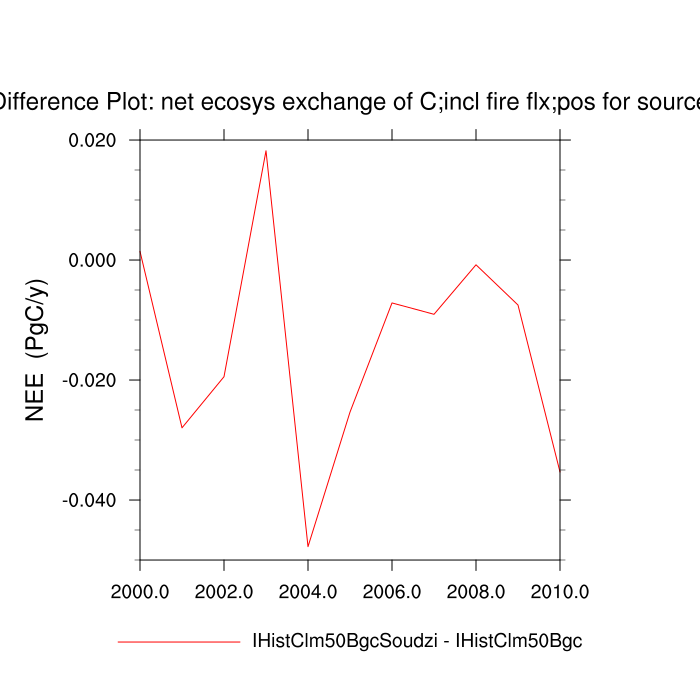 Difference Plot: net ecosys exchange of C;incl fire flx;pos for source
0.020
0.000
-0.020
-0.040
NEE (PgC/y)
2000.0 2002.0 2004.0 2006.0 2008.0 2010.0
IHistClm50BgcSoudzi - IHistClm50Bgc